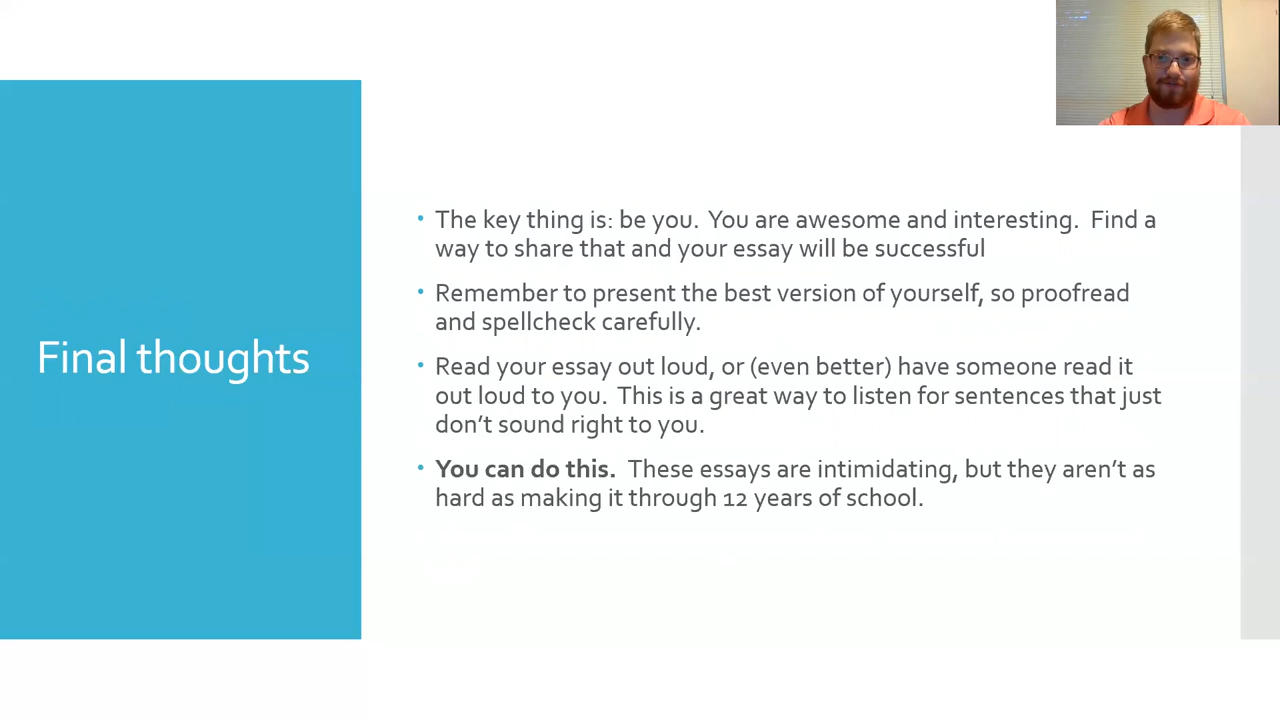 Final thoughts
• The key thing is: be you.  You are awesome and interesting.  Find a
way to share that and your essay will be successful
• Remember to present the best version of yourself, so proofread
and spellcheck carefully.
• Read your essay out loud, or (even better) have someone read it
out loud to you.  This is a great way to listen for sentences that just
don’t sound right to you.
• You can do this.  These essays are intimidating, but they aren’t as
hard as making it through 12 years of school.